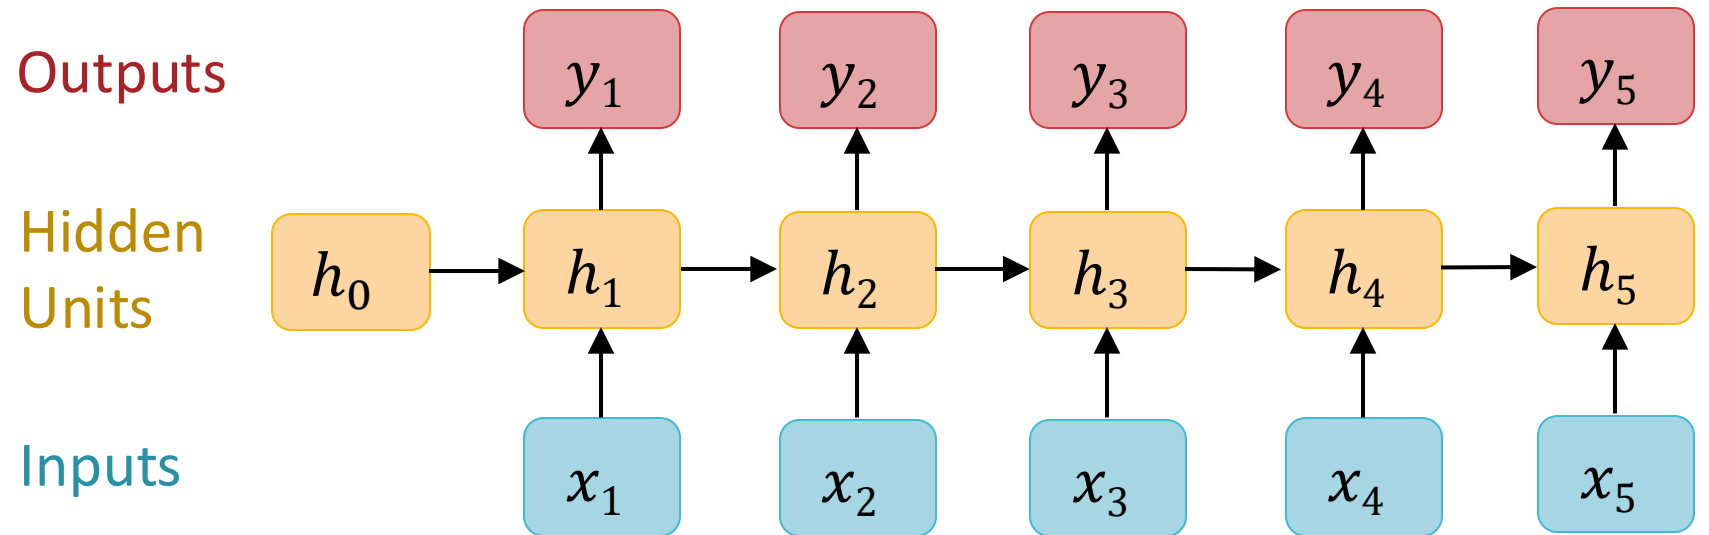 Outputs y₁ y₂ y₃ y₄ y₅
Hidden
Units h₀ h₁ h₂ h₃ h₄ h₅
Inputs x₁ x₂ x₃ x₄ x₅